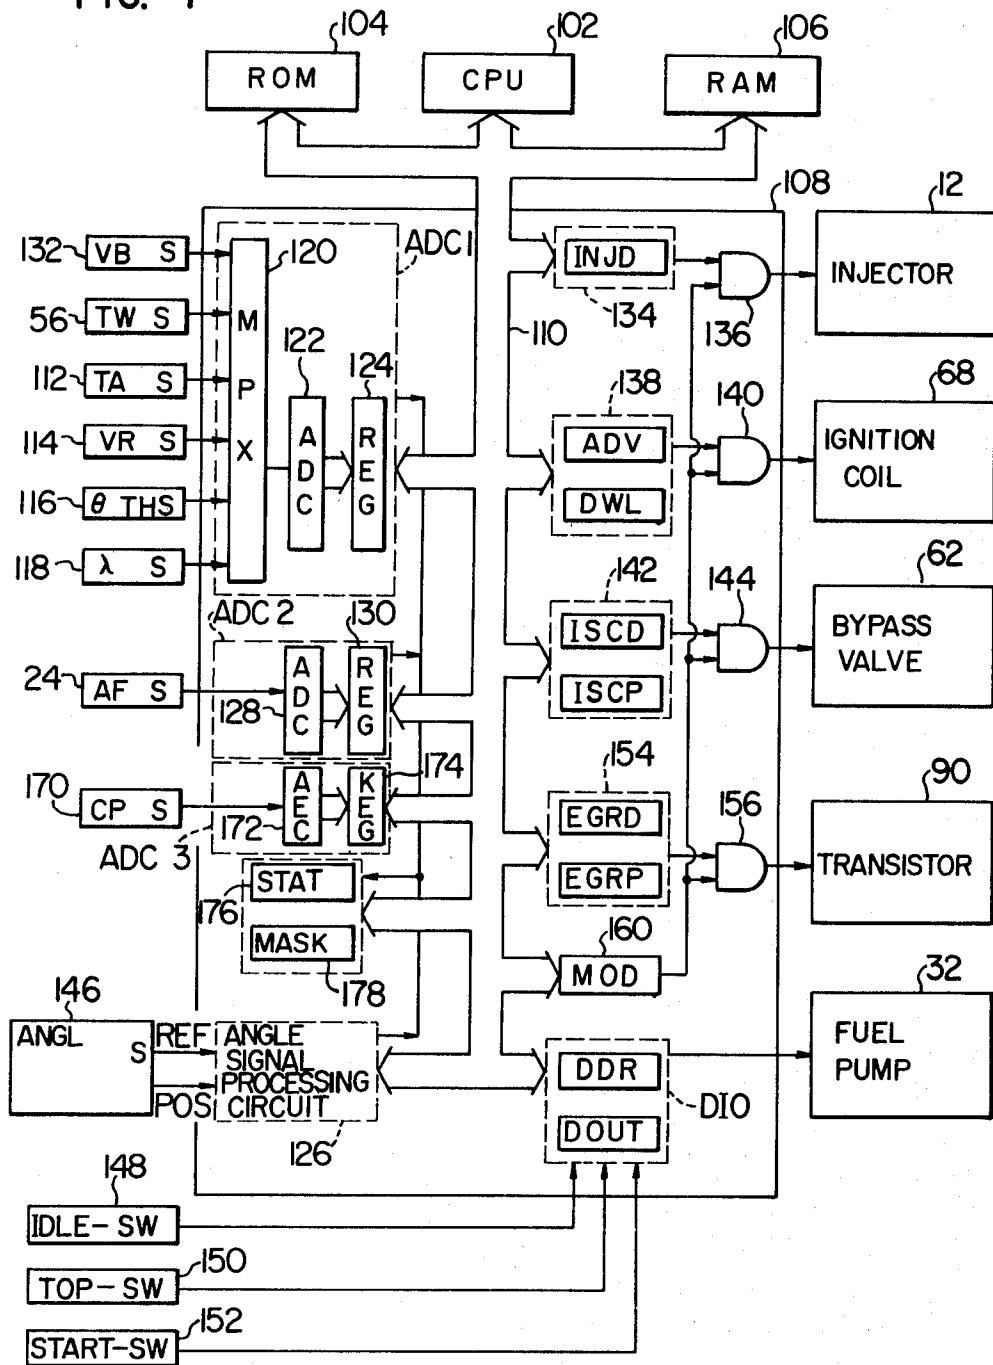 FIG. 4
104
102
106
ROM
CPU
RAM
108
12
132
VB S
120
ADC1
INJD
INJECTOR
134
136
56
TW S
M
P
X
110
112
TA S
122
124
138
140
68
114
VR S
A
D
C
R
E
G
ADV
DWL
IGNITION
COIL
116
θ THS
118
λ S
142
144
62
ADC 2
130
ISCD
ISCP
BYPASS
VALVE
24
AF S
A
D
C
128
R
E
G
170
CP S
A
E
C
172
K
E
G
174
ADC 3
154
156
90
EGRD
EGRP
TRANSISTOR
176
STAT
MASK
178
160
MOD
32
146
ANGL
S
REF
POS
ANGLE
SIGNAL
PROCESSING
CIRCUIT
126
DDR
DOUT
DIO
FUEL
PUMP
148
IDLE-SW
150
TOP-SW
152
START-SW